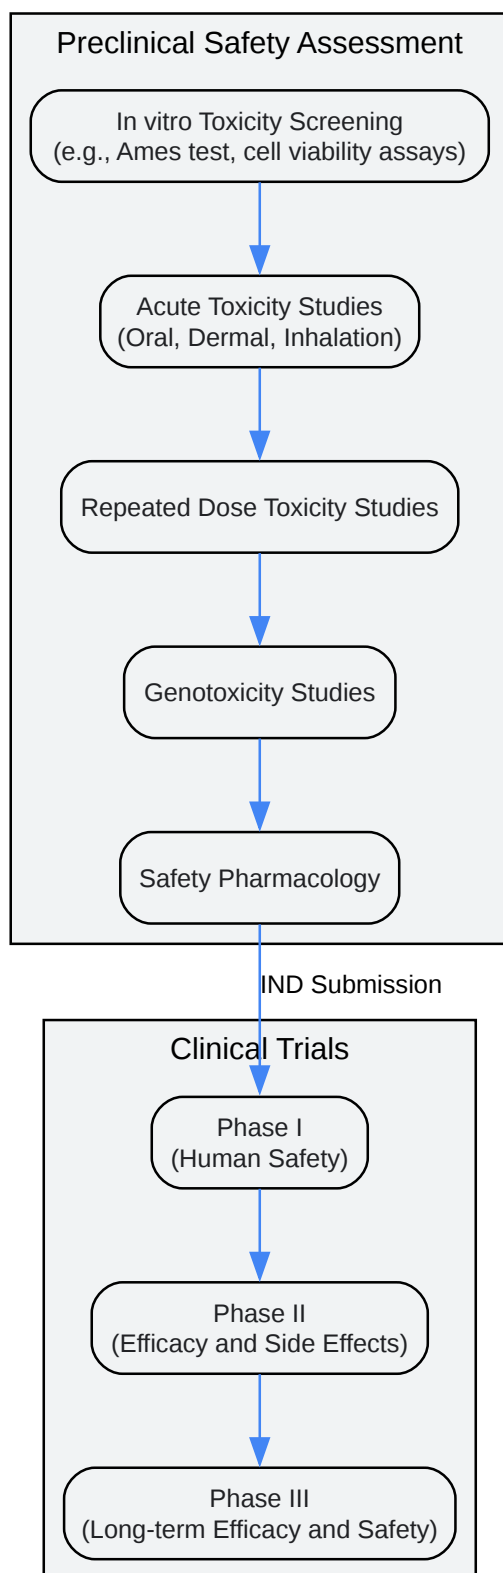 Preclinical Safety Assessment
In vitro Toxicity Screening
(e.g., Ames test, cell viability assays)
Acute Toxicity Studies
(Oral, Dermal, Inhalation)
Repeated Dose Toxicity Studies
Genotoxicity Studies
Safety Pharmacology
IND Submission
Clinical Trials
Phase I
(Human Safety)
Phase II
(Efficacy and Side Effects)
Phase III
(Long-term Efficacy and Safety)